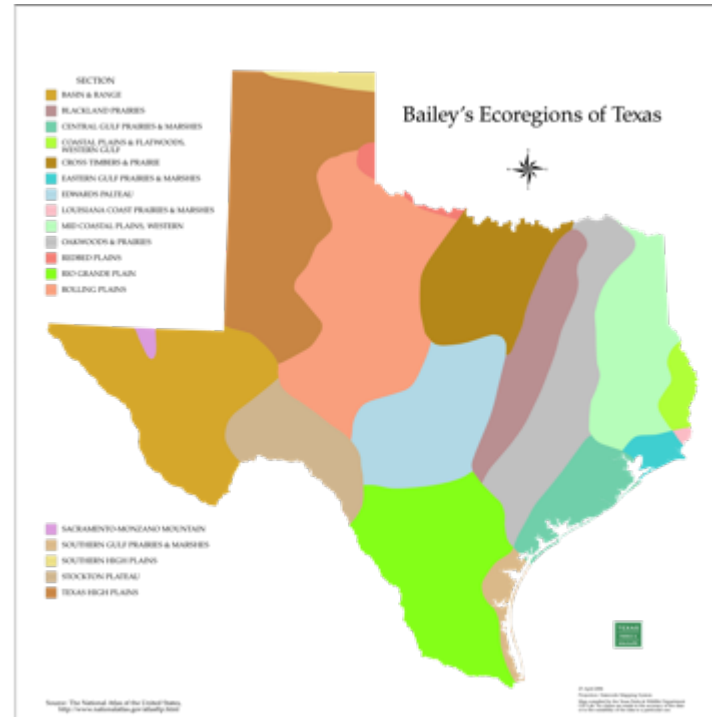 Bailey's Ecoregions of Texas
SECTION
BASIN & RANGE
BLACKLAND PRAIRIES
CENTRAL GULF PRAIRIES & MARSHES
COASTAL PLAINS & FLATWOODS,
WESTERN GULF
CROSS TIMBERS & PRAIRIE
EASTERN GULF PRAIRIES & MARSHES
EDWARDS PALTEAU
LOUISIANA COAST PRAIRIES & MARSHES
MID COASTAL PLAINS, WESTERN
OAKWOODS & PRAIRIES
REDBED PLAINS
RIO GRANDE PLAIN
ROLLING PLAINS
SACRAMENTO-MONZANO MOUNTAIN
SOUTHERN GULF PRAIRIES & MARSHES
SOUTHERN HIGH PLAINS
STOCKTON PLATEAU
TEXAS HIGH PLAINS
TEXAS
Source: The National Atlas of the United States,